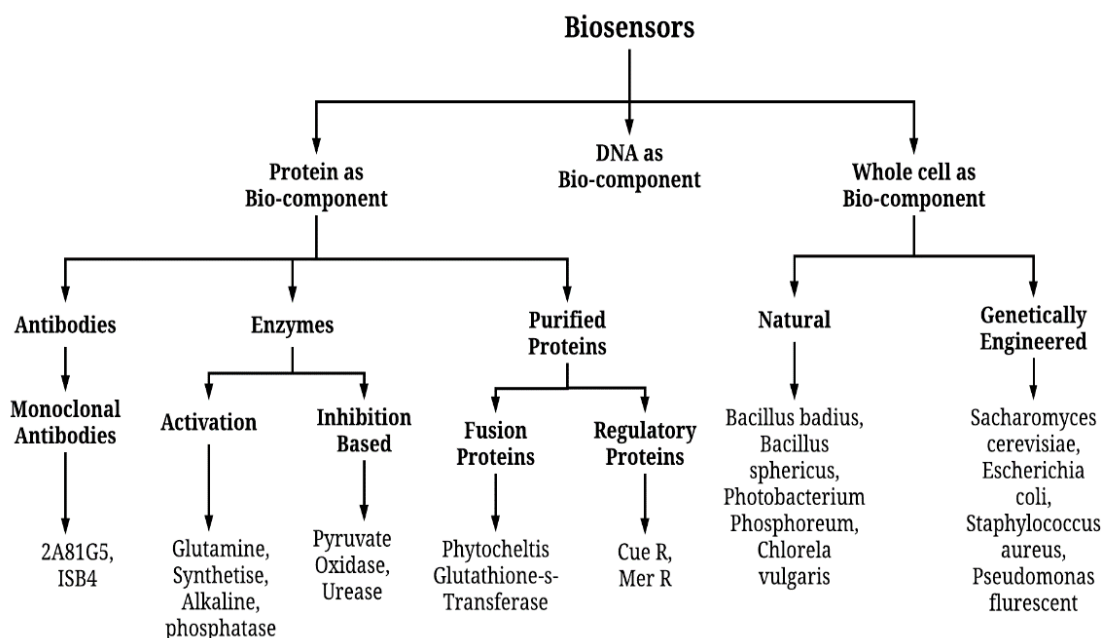 Biosensors
Protein as
Bio-component
DNA as
Bio-component
Whole cell as
Bio-component
Antibodies
Enzymes
Purified
Proteins
Natural
Genetically
Engineered
Monoclonal
Antibodies
Activation
Inhibition
Based
Fusion
Proteins
Regulatory
Proteins
Bacillus badius,
Bacillus
sphericus,
Photobacterium
Phosphoreum,
Chlorela
vulgaris
Sacharomyces
cerevisiae,
Escherichia
coli,
Staphylococcus
aureus,
Pseudomonas
flurescent
2A81G5,
ISB4
Glutamine,
Synthetise,
Alkaline,
phosphatase
Pyruvate
Oxidase,
Urease
Phytocheltis
Glutathione-s-
Transferase
Cue R,
Mer R